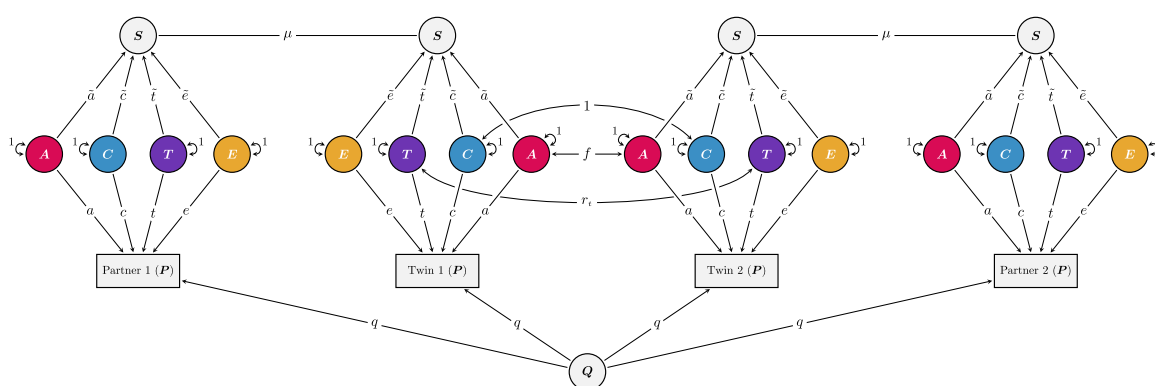 S μ S S μ S
ã c̃ t̃ ẽ ẽ t̃ c̃ ã ã c̃ t̃ ẽ ã c̃ t̃ ẽ
1
1 A 1 C T 1 E 1 1 E 1 T C 1 A 1 f 1 A 1 C T 1 E 1 1 A 1 C T 1 E
a c t e e t c a r_t a c t e a c t e
Partner 1 (P) Twin 1 (P) Twin 2 (P) Partner 2 (P)
q q q q
Q